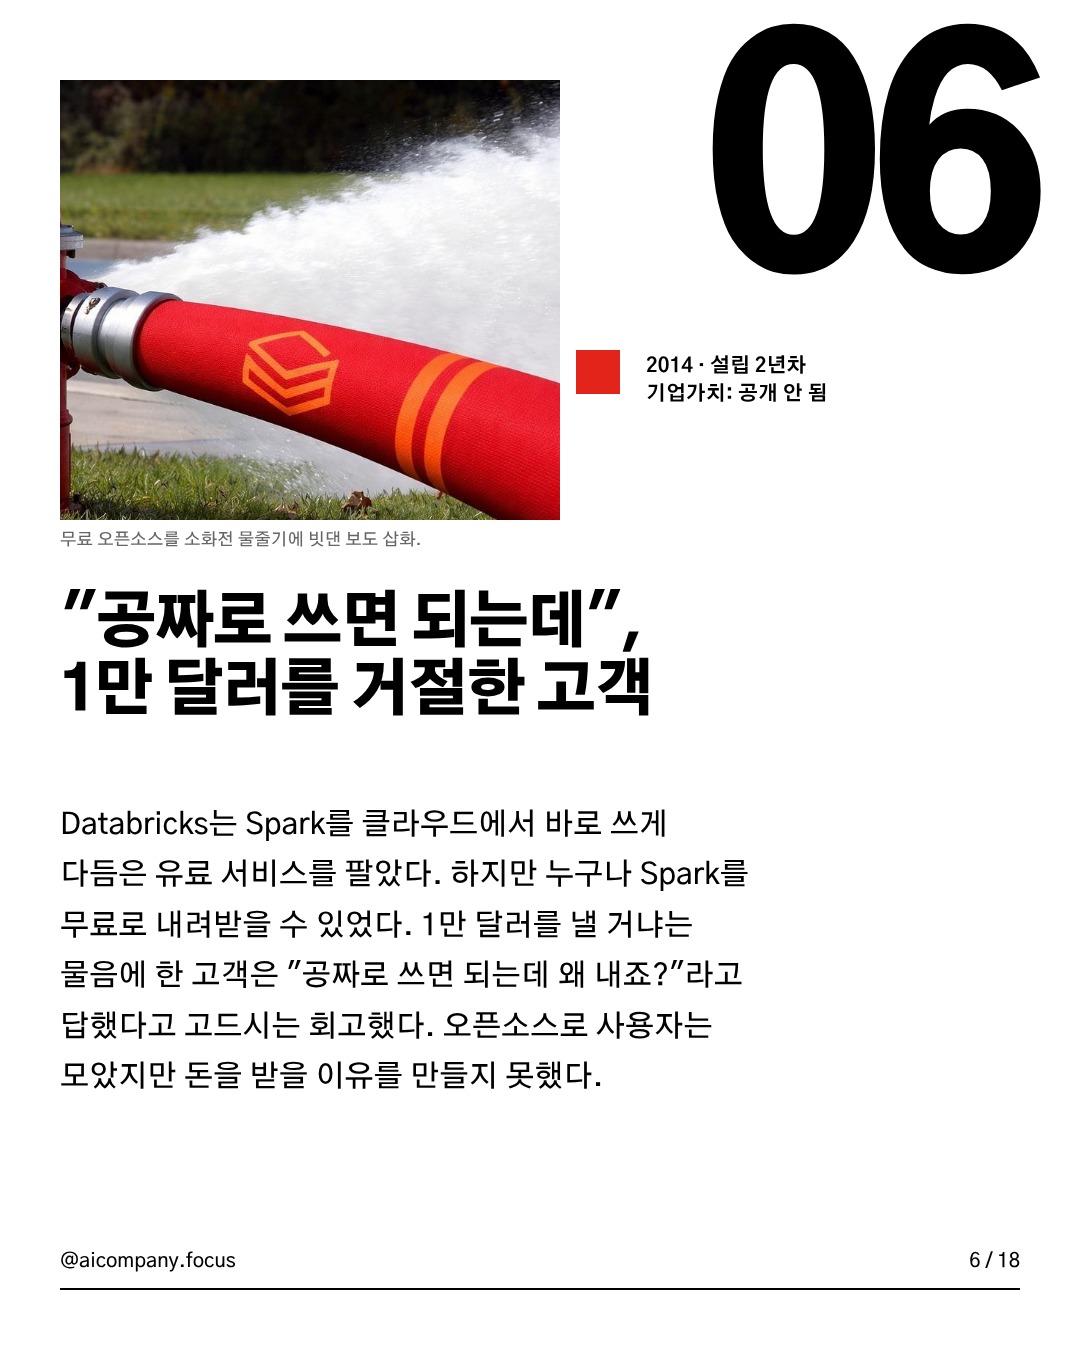 06
2014 · 설립 2년차
기업가치: 공개 안 됨
무료 오픈소스를 소화전 물줄기에 빗댄 보도 삽화.
"공짜로 쓰면 되는데",
1만 달러를 거절한 고객
Databricks는 Spark를 클라우드에서 바로 쓰게
다듬은 유료 서비스를 팔았다. 하지만 누구나 Spark를
무료로 내려받을 수 있었다. 1만 달러를 낼 거냐는
물음에 한 고객은 "공짜로 쓰면 되는데 왜 내죠?"라고
답했다고 고드시는 회고했다. 오픈소스로 사용자는
모았지만 돈을 받을 이유를 만들지 못했다.
@aicompany.focus
6 / 18